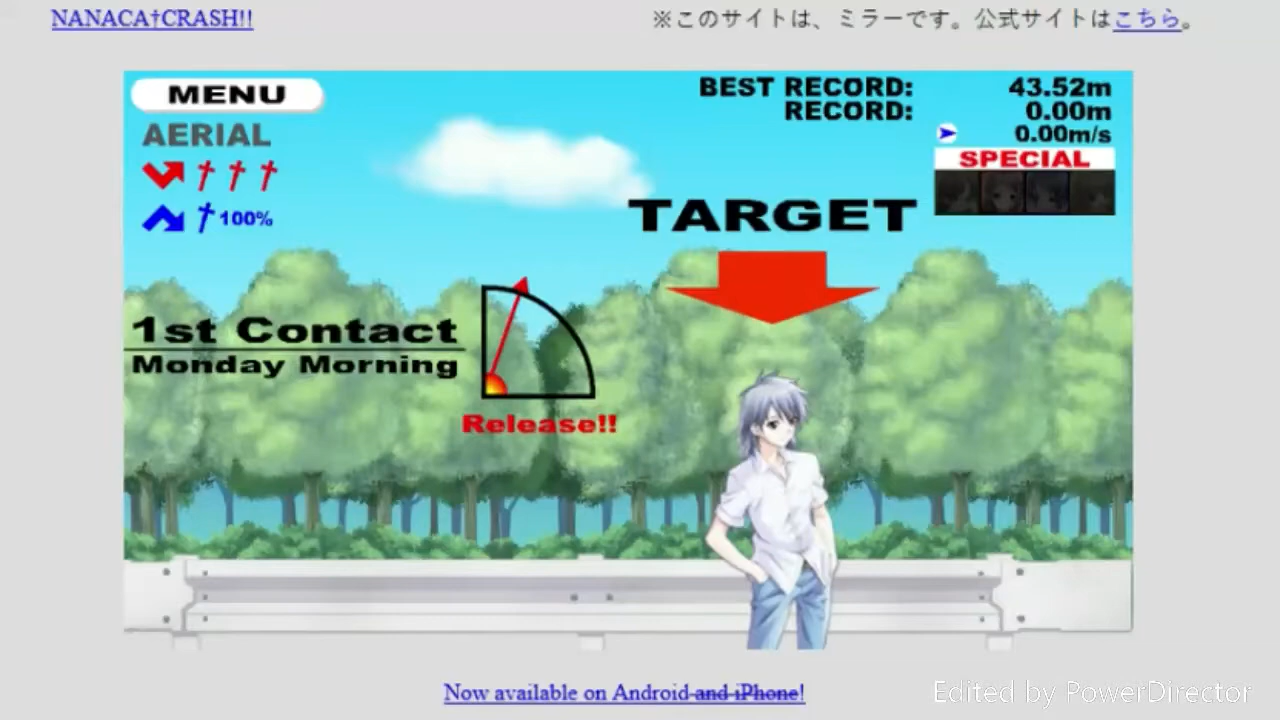 NANACA†CRASH!!
※このサイトは、ミラーです。公式サイトはこちら。
MENU
BEST RECORD: 43.52m
RECORD: 0.00m
0.00m/s
AERIAL
SPECIAL
† † †
† 100%
TARGET
1st Contact
Monday Morning
Release!!
Now available on Android and iPhone!
Edited by PowerDirector